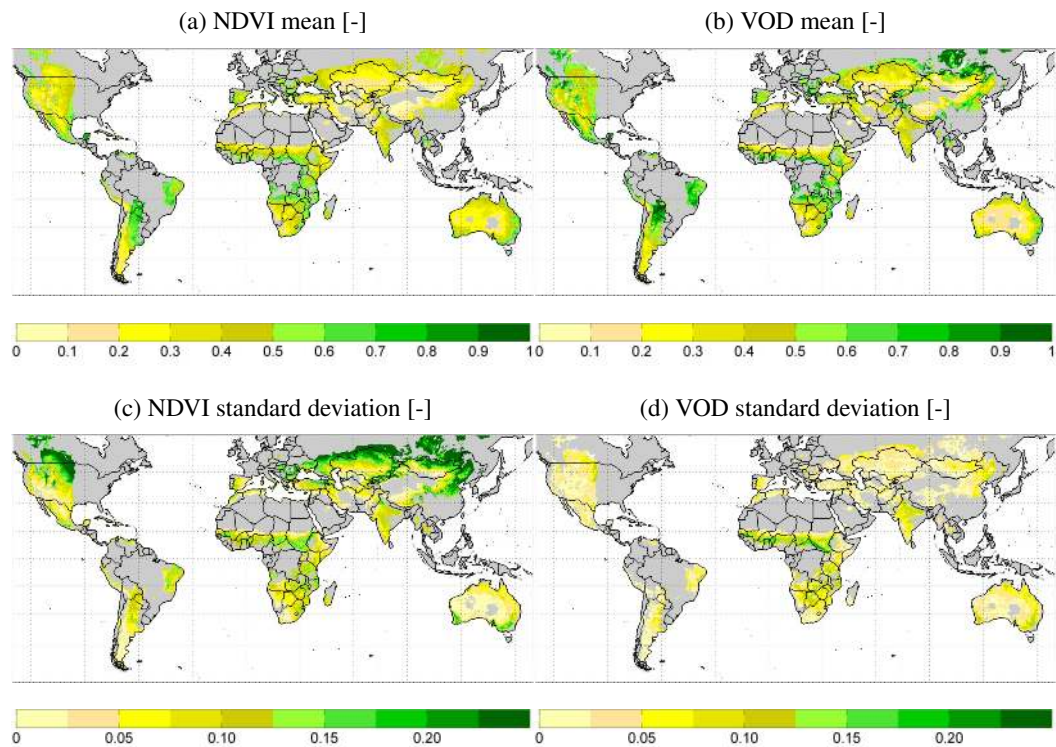 (a) NDVI mean [-]
(b) VOD mean [-]
0 0.1 0.2 0.3 0.4 0.5 0.6 0.7 0.8 0.9 1
0 0.1 0.2 0.3 0.4 0.5 0.6 0.7 0.8 0.9 1
(c) NDVI standard deviation [-]
(d) VOD standard deviation [-]
0 0.05 0.10 0.15 0.20
0 0.05 0.10 0.15 0.20